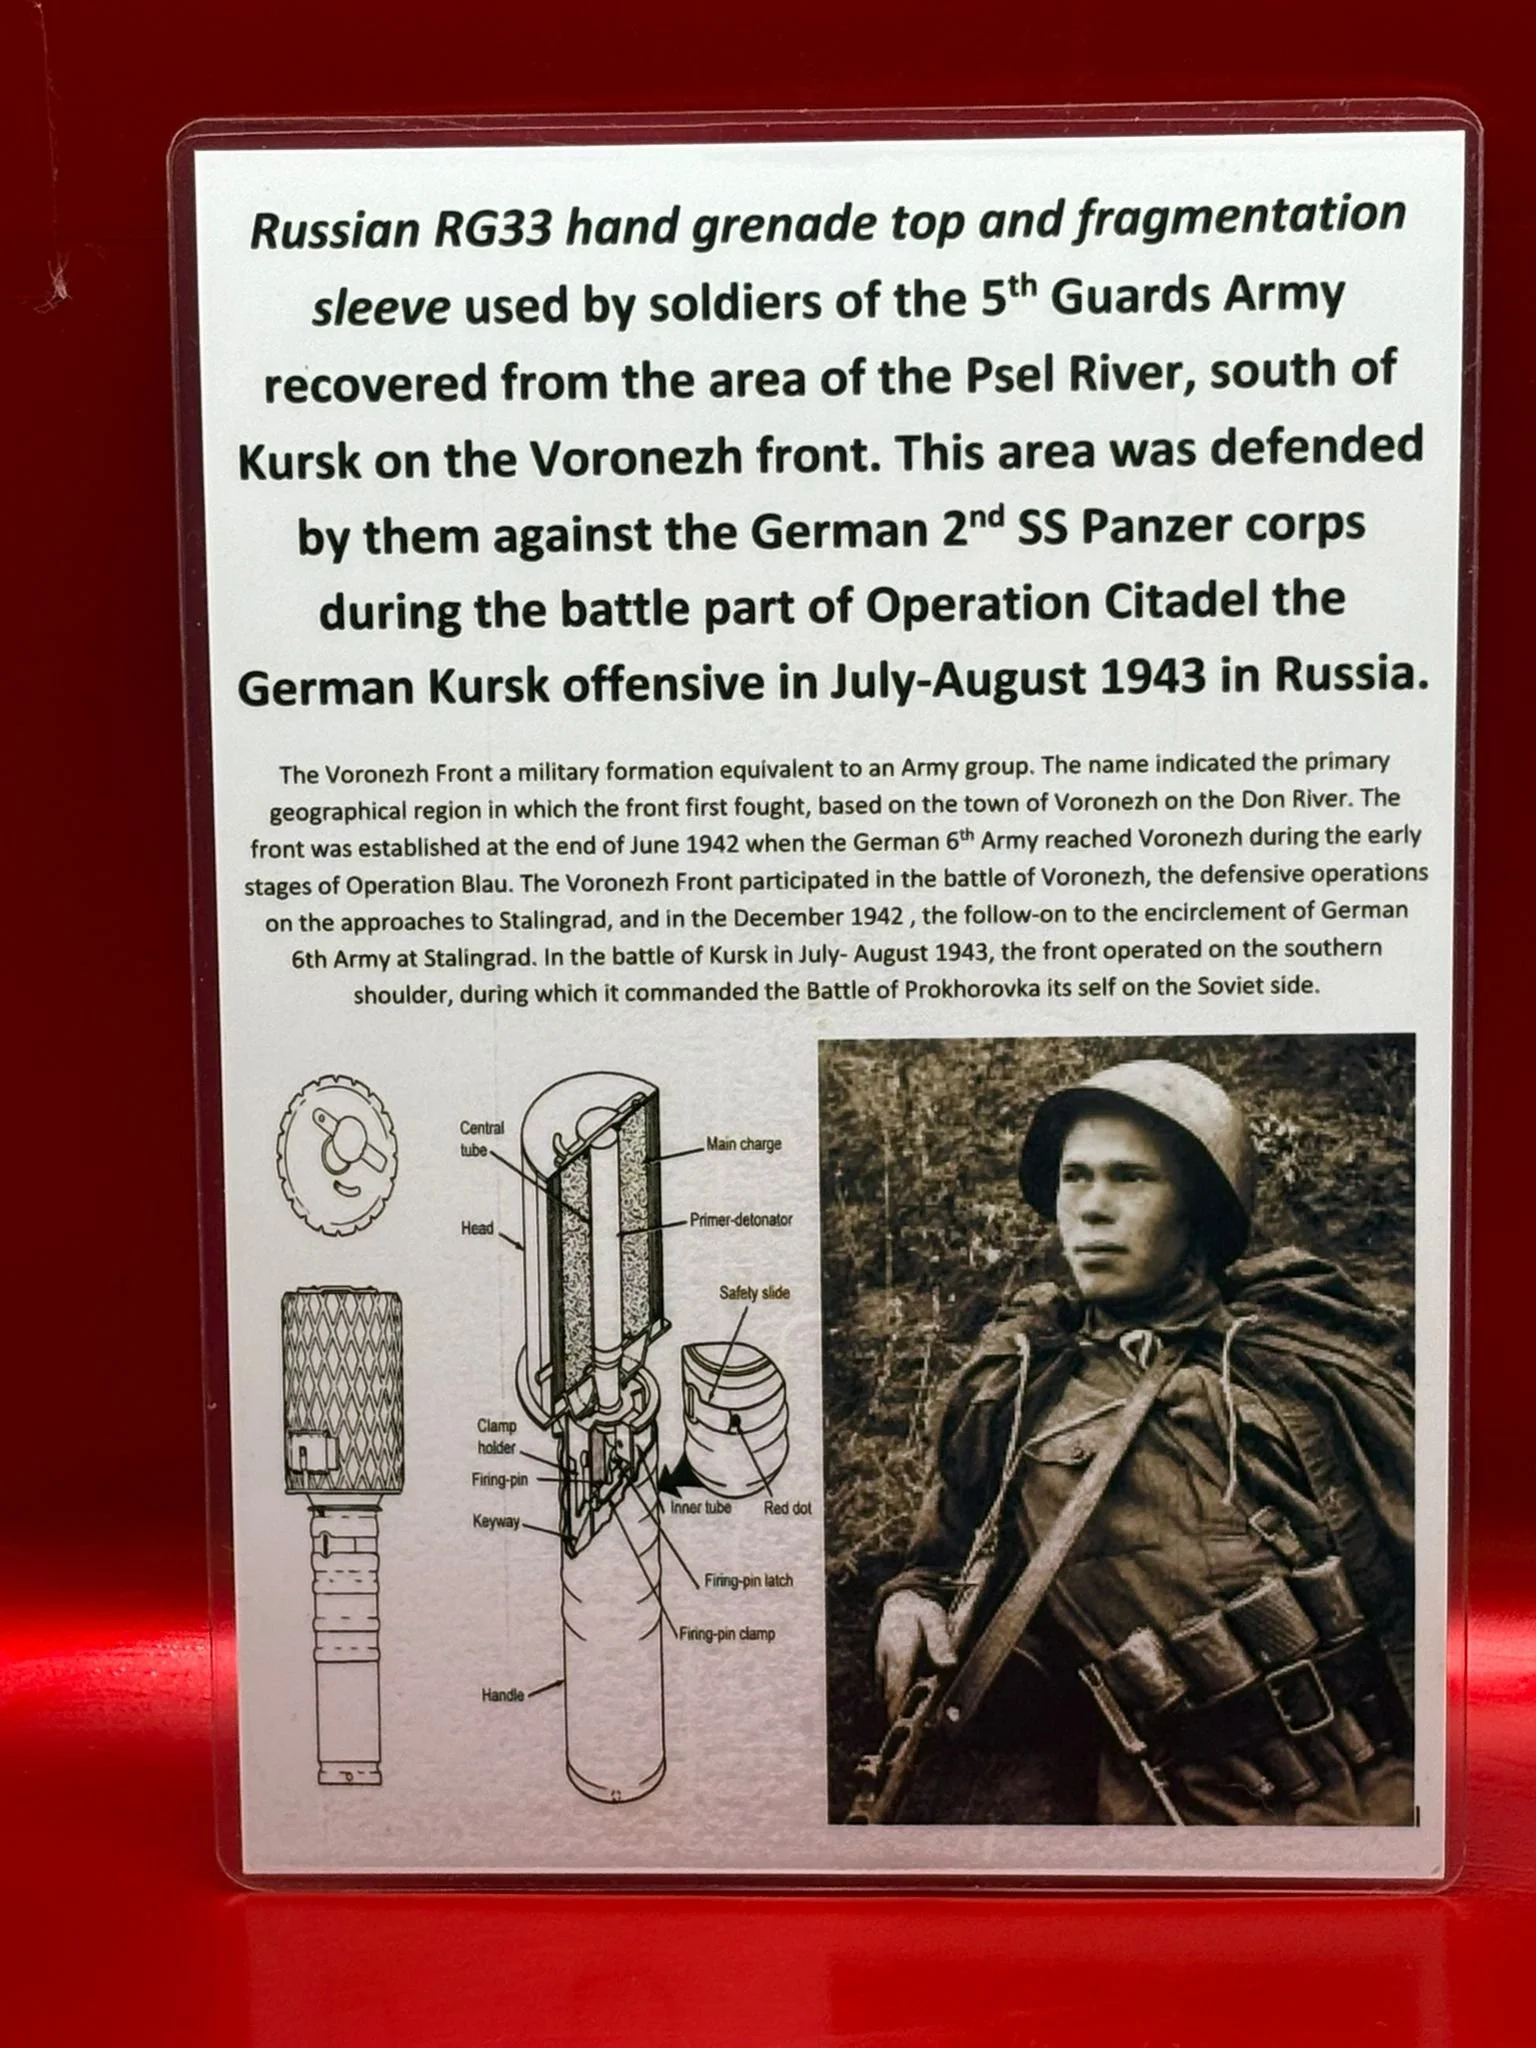 Russian RG33 hand grenade top and fragmentation
sleeve used by soldiers of the 5th Guards Army
recovered from the area of the Psel River, south of
Kursk on the Voronezh front. This area was defended
by them against the German 2nd SS Panzer corps
during the battle part of Operation Citadel the
German Kursk offensive in July-August 1943 in Russia.
The Voronezh Front a military formation equivalent to an Army group. The name indicated the primary
geographical region in which the front first fought, based on the town of Voronezh on the Don River. The
front was established at the end of June 1942 when the German 6th Army reached Voronezh during the early
stages of Operation Blau. The Voronezh Front participated in the battle of Voronezh, the defensive operations
on the approaches to Stalingrad, and in the December 1942 , the follow-on to the encirclement of German
6th Army at Stalingrad. In the battle of Kursk in July- August 1943, the front operated on the southern
shoulder, during which it commanded the Battle of Prokhorovka its self on the Soviet side.
Central
tube
Main charge
Head
Primer-detonator
Safety slide
Clamp
holder
Firing-pin
Keyway
Inner tube
Red dot
Firing-pin latch
Firing-pin clamp
Handle